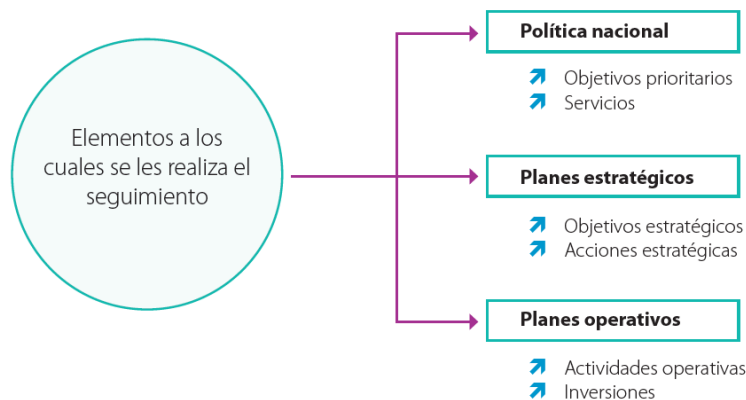 Elementos a los
cuales se les realiza el
seguimiento
Política nacional
Objetivos prioritarios
Servicios
Planes estratégicos
Objetivos estratégicos
Acciones estratégicas
Planes operativos
Actividades operativas
Inversiones